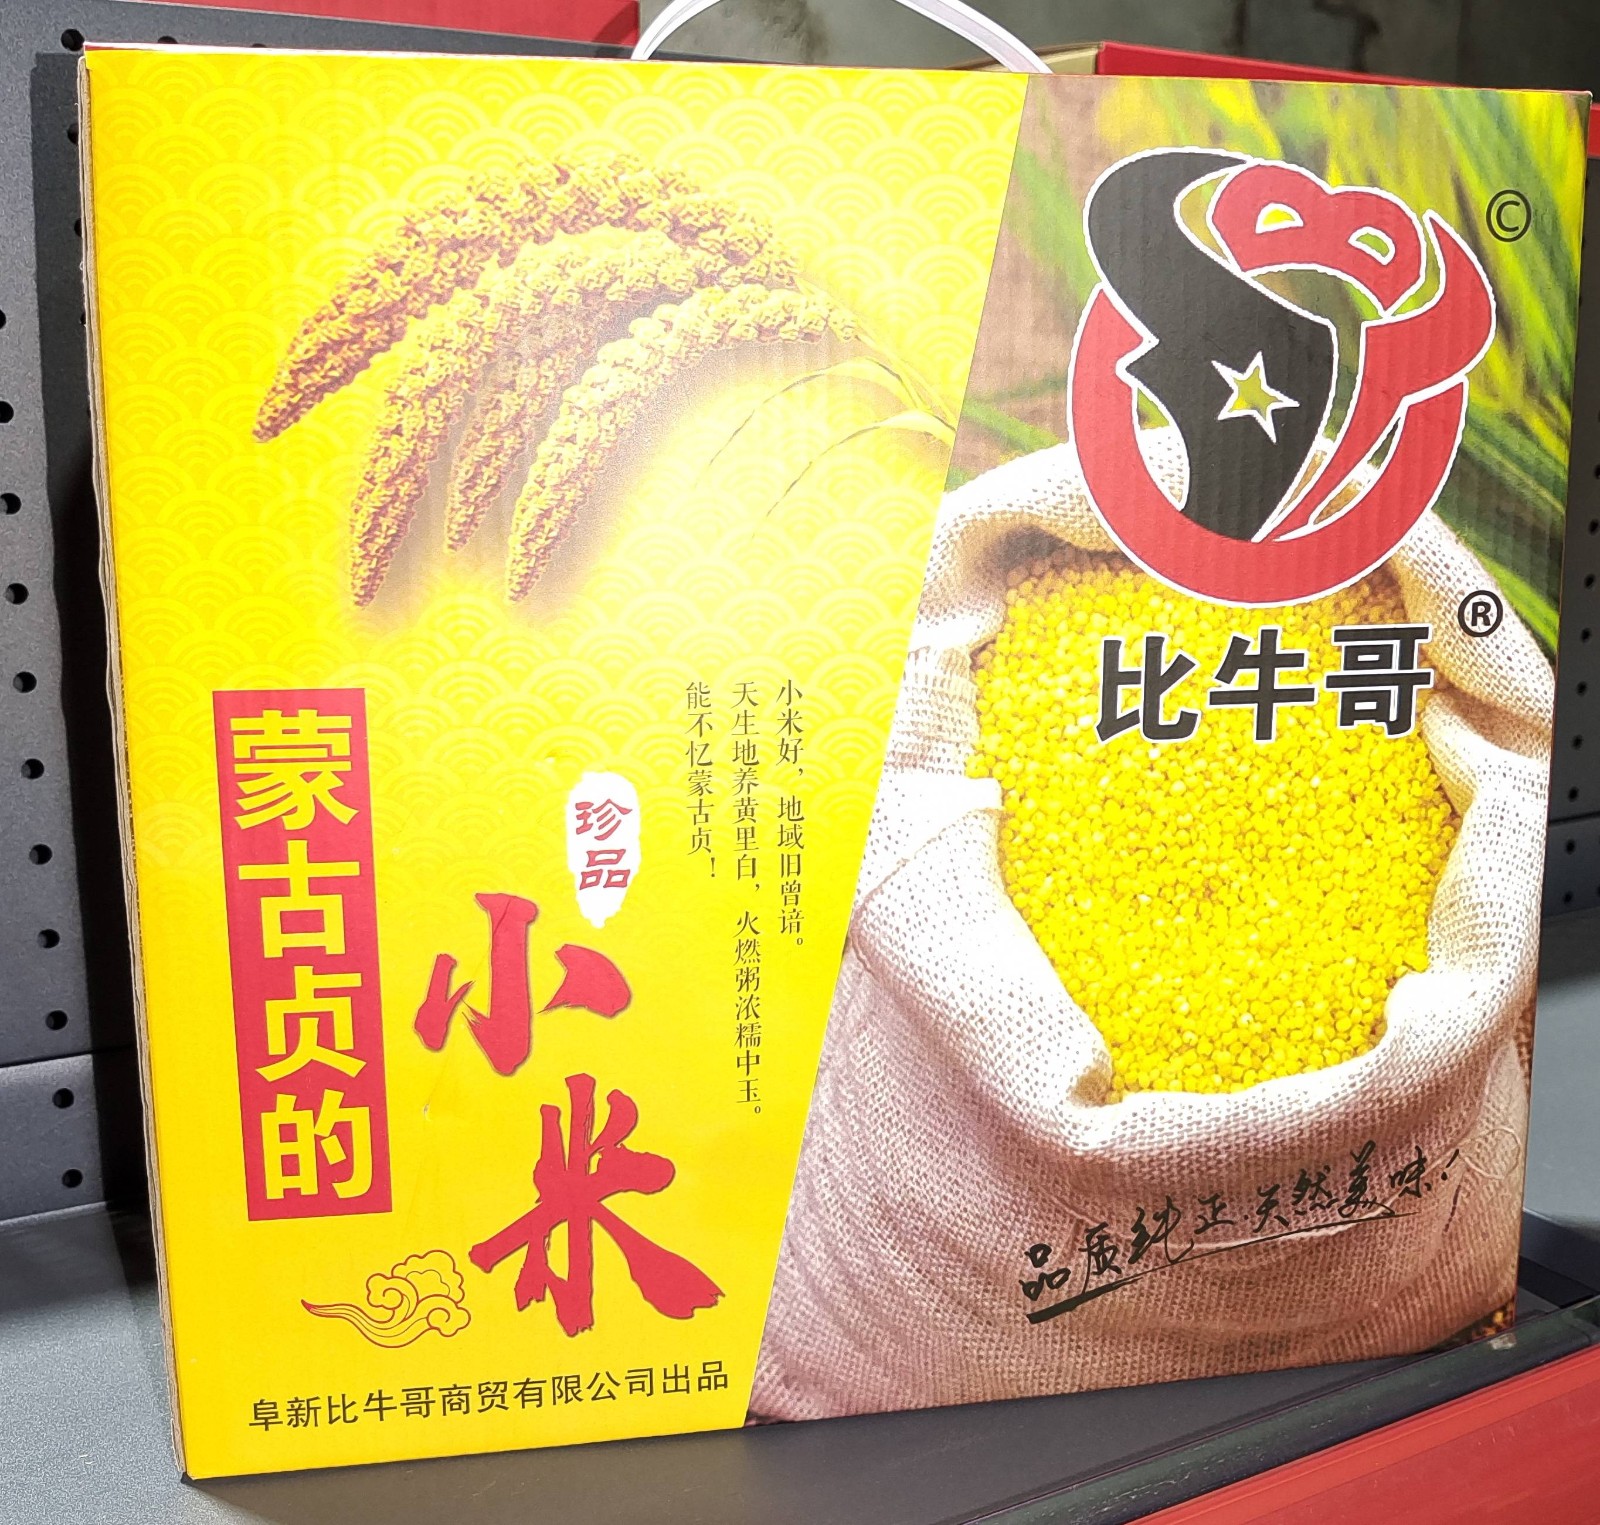 ©
®
比牛哥
小米好，地域旧曾谙。
天生地养黄里白，火燃粥浓糯中玉。
能不忆蒙古贞！
蒙古贞的
珍品
小米
品质纯正·天然美味！
阜新比牛哥商贸有限公司出品